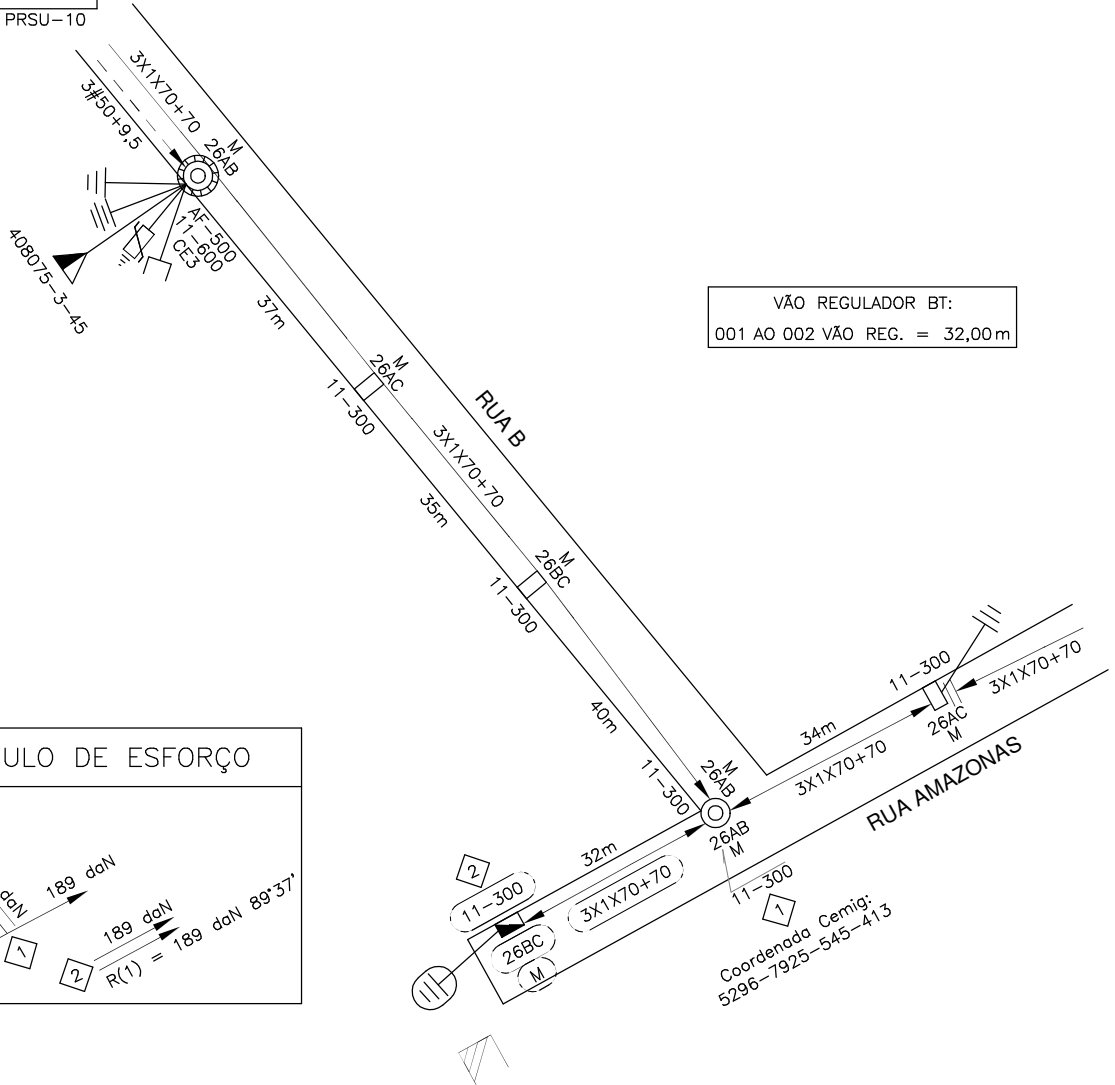 PRSU-10
3X1X70+70
3#50+9,5
M
26AB
AF-500
11-600
CE3
408075-3-45
37m
M
26AC
11-300
VÃO REGULADOR BT:
001 AO 002 VÃO REG. = 32,00m
RUA B
3X1X70+70
35m
M
26BC
11-300
40m
11-300
M
26AB
34m
3X1X70+70
11-300
26AC
M
3X1X70+70
RUA AMAZONAS
26AB
M
11-300
1
Coordenada Cemig:
5296-7925-545-413
32m
3X1X70+70
2
11-300
26BC
M
ULO DE ESFORÇO
daN
189 daN
1
189 daN
2
R(1) = 189 daN 89°37'